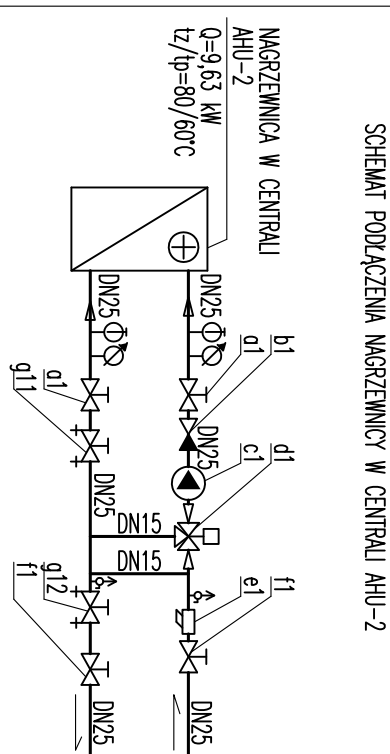 SCHEMAT PODŁĄCZENIA NAGRZEWNICY W CENTRALI AHU-2
NAGRZEWNICA W CENTRALI
AHU-2
Q=9,63 kW
tz/tp=80/60°C
DN25
a1
b1
DN25
c1
d1
e1
f1
DN25
DN15
DN15
DN25
a1
g11
DN25
g12
f1
DN25